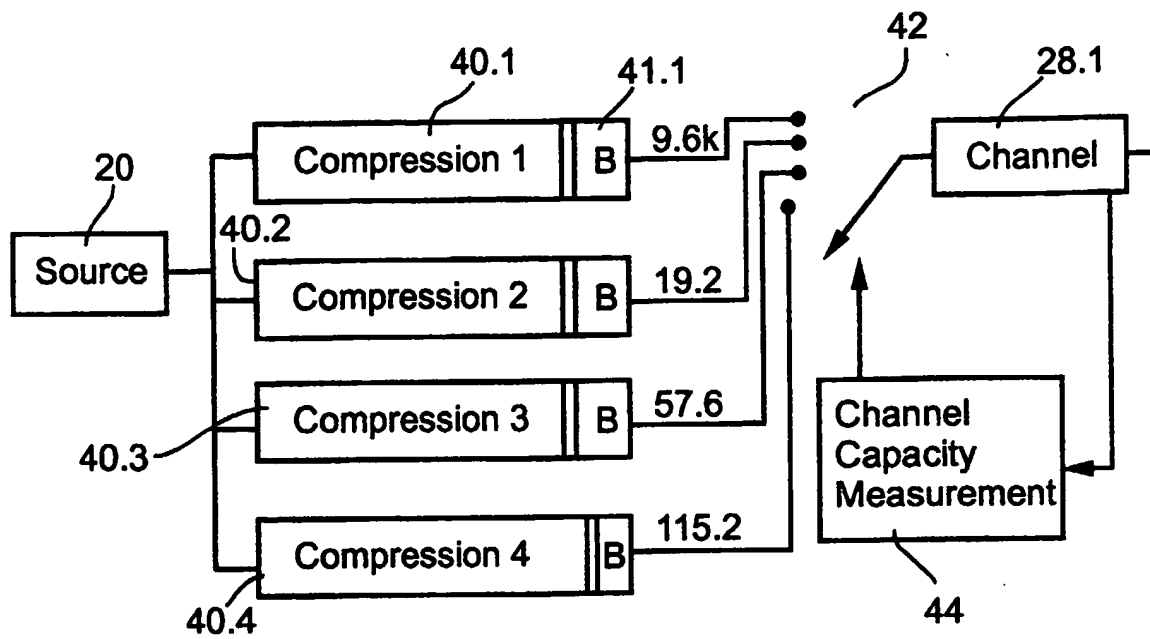 42
40.1
41.1
28.1
Compression 1
B
9.6k
Channel
20
Source
40.2
Compression 2
B
19.2
Compression 3
B
57.6
40.3
Channel
Capacity
Measurement
Compression 4
B
115.2
40.4
44